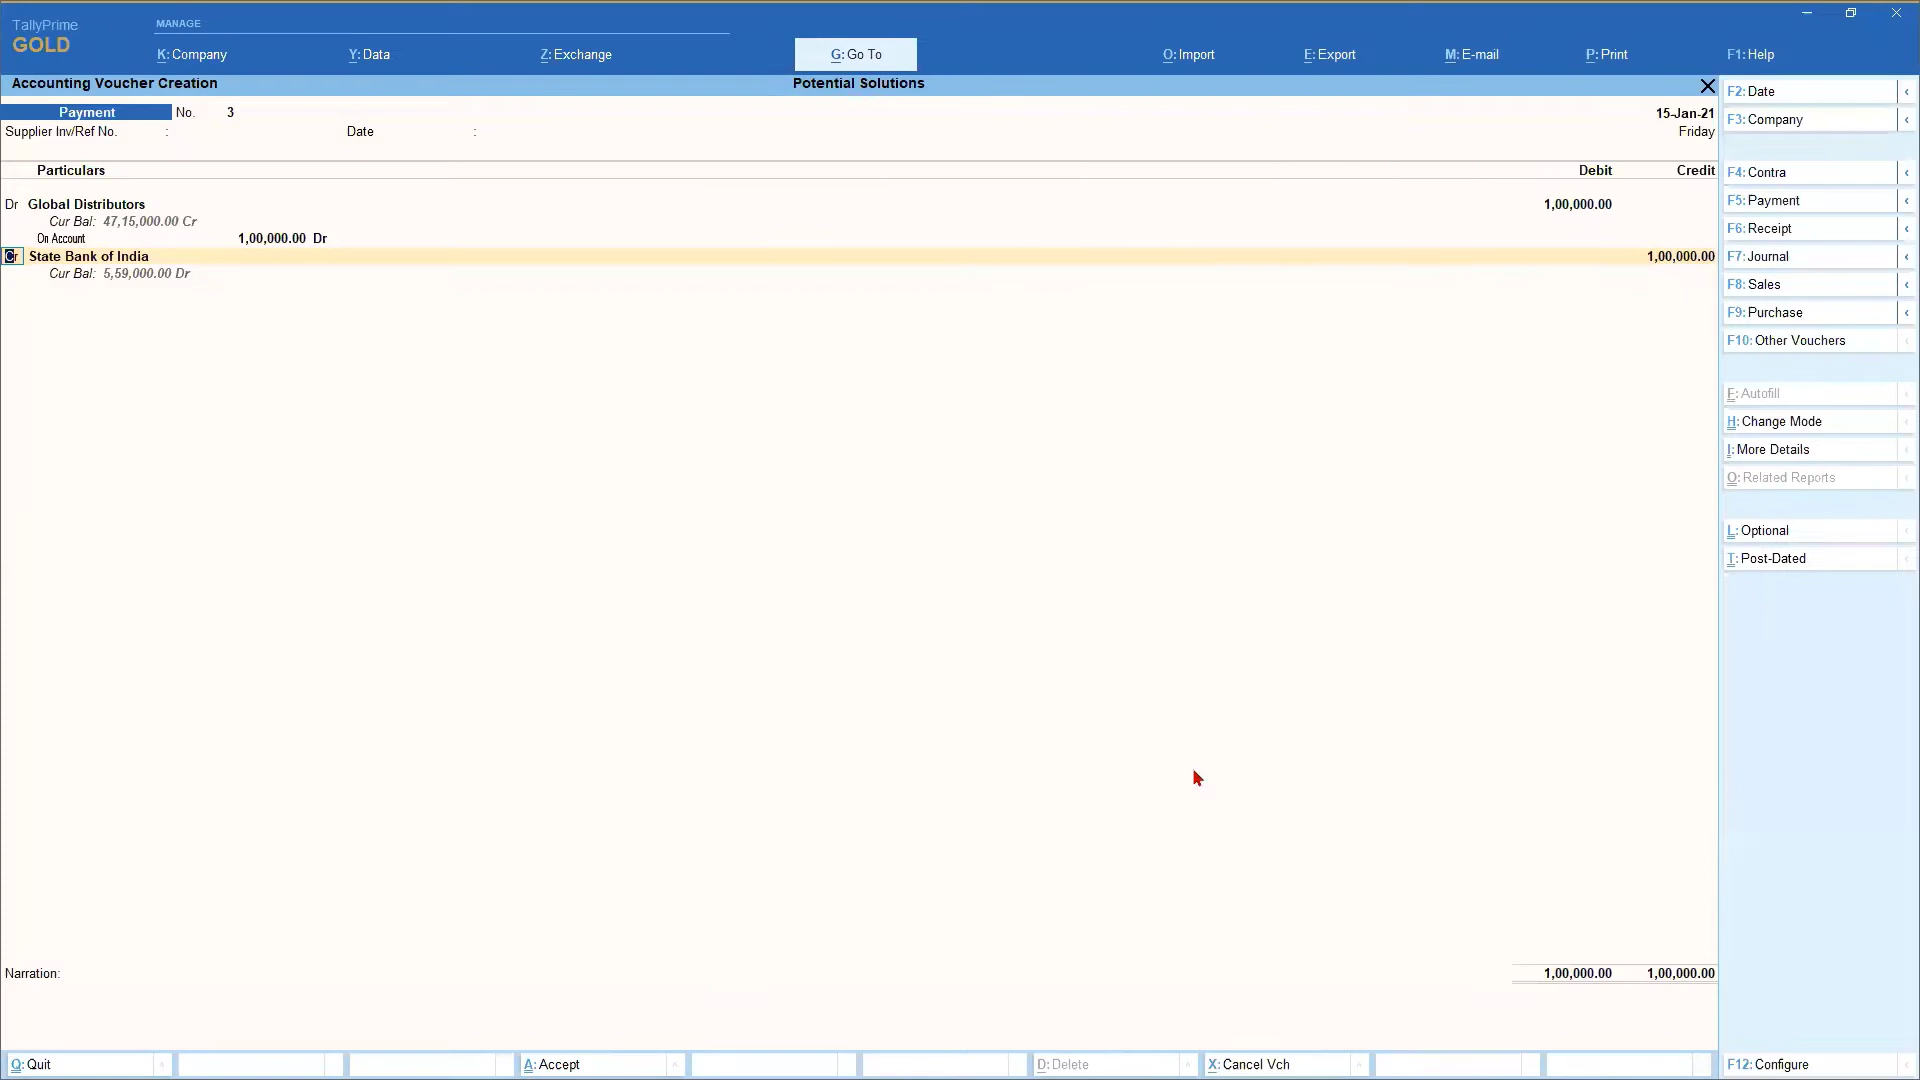 TallyPrime
GOLD
MANAGE
K: Company
Y: Data
Z: Exchange
G: Go To
O: Import
E: Export
M: E-mail
P: Print
F1: Help
Accounting Voucher Creation
Potential Solutions
Payment No. 3
15-Jan-21
Supplier Inv/Ref No. : Date :
Friday
Particulars Debit Credit
Dr Global Distributors 1,00,000.00
Cur Bal: 47,15,000.00 Cr
On Account 1,00,000.00 Dr
Cr State Bank of India 1,00,000.00
Cur Bal: 5,59,000.00 Dr
Narration: 1,00,000.00 1,00,000.00
F2: Date
F3: Company
F4: Contra
F5: Payment
F6: Receipt
F7: Journal
F8: Sales
F9: Purchase
F10: Other Vouchers
F: Autofill
H: Change Mode
I: More Details
O: Related Reports
L: Optional
T: Post-Dated
Q: Quit
A: Accept
D: Delete
X: Cancel Vch
F12: Configure